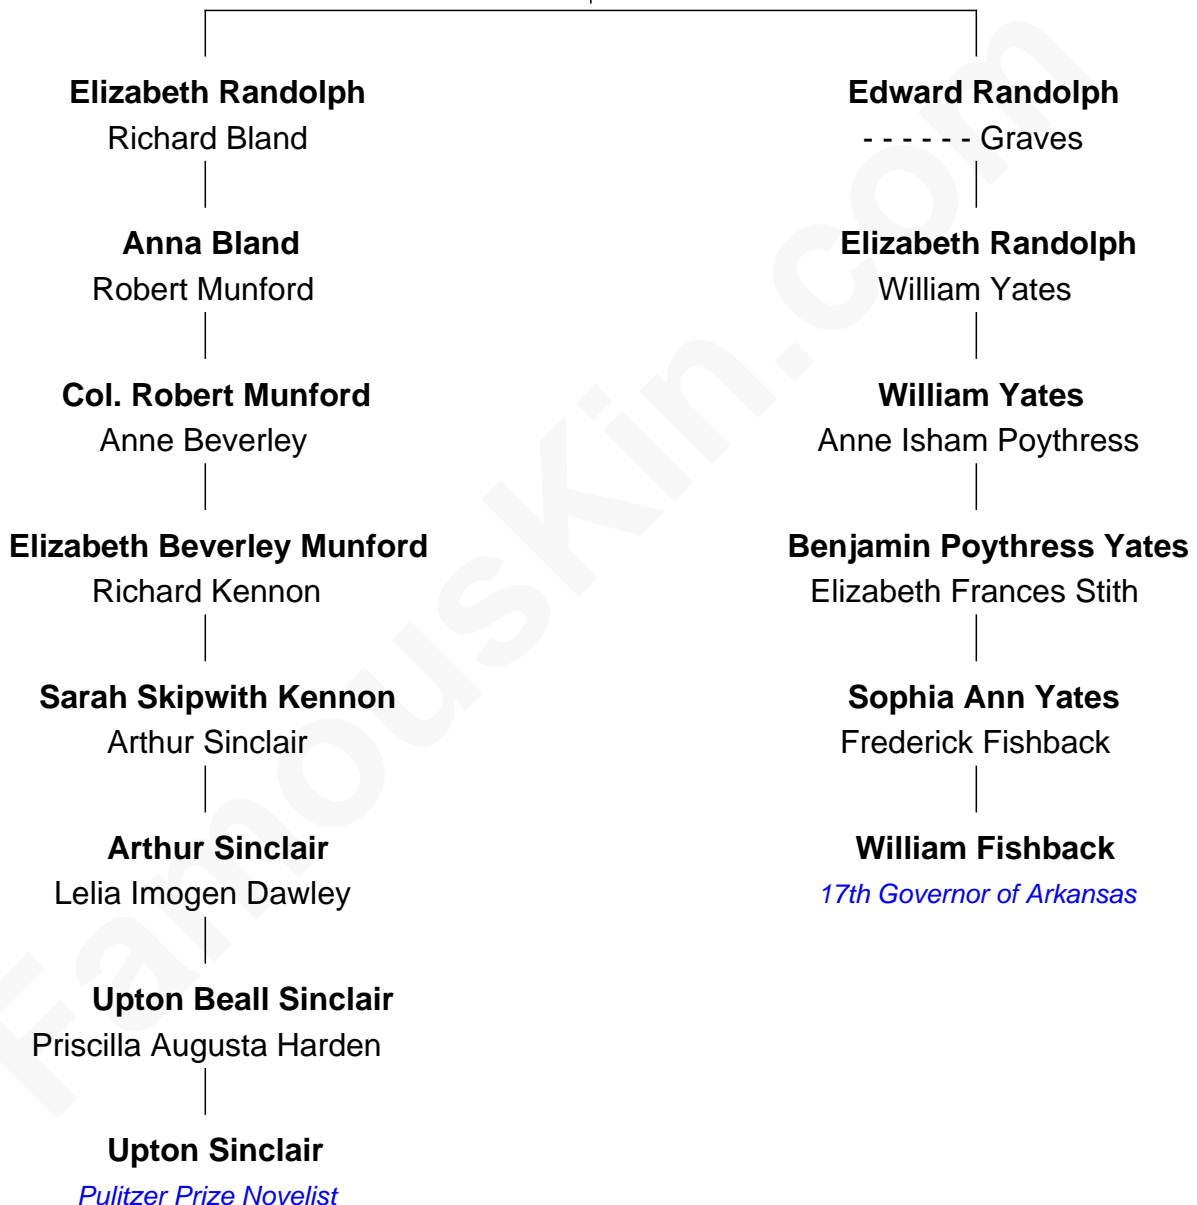 Elizabeth Randolph
Richard Bland
Anna Bland
Robert Munford
Col. Robert Munford
Anne Beverley
Elizabeth Beverley Munford
Richard Kennon
Sarah Skipwith Kennon
Arthur Sinclair
Arthur Sinclair
Lelia Imogen Dawley
Upton Beall Sinclair
Priscilla Augusta Harden
Upton Sinclair
Pulitzer Prize Novelist
Edward Randolph
- - - - - - Graves
Elizabeth Randolph
William Yates
William Yates
Anne Isham Poythress
Benjamin Poythress Yates
Elizabeth Frances Stith
Sophia Ann Yates
Frederick Fishback
William Fishback
17th Governor of Arkansas
FamousKin.com